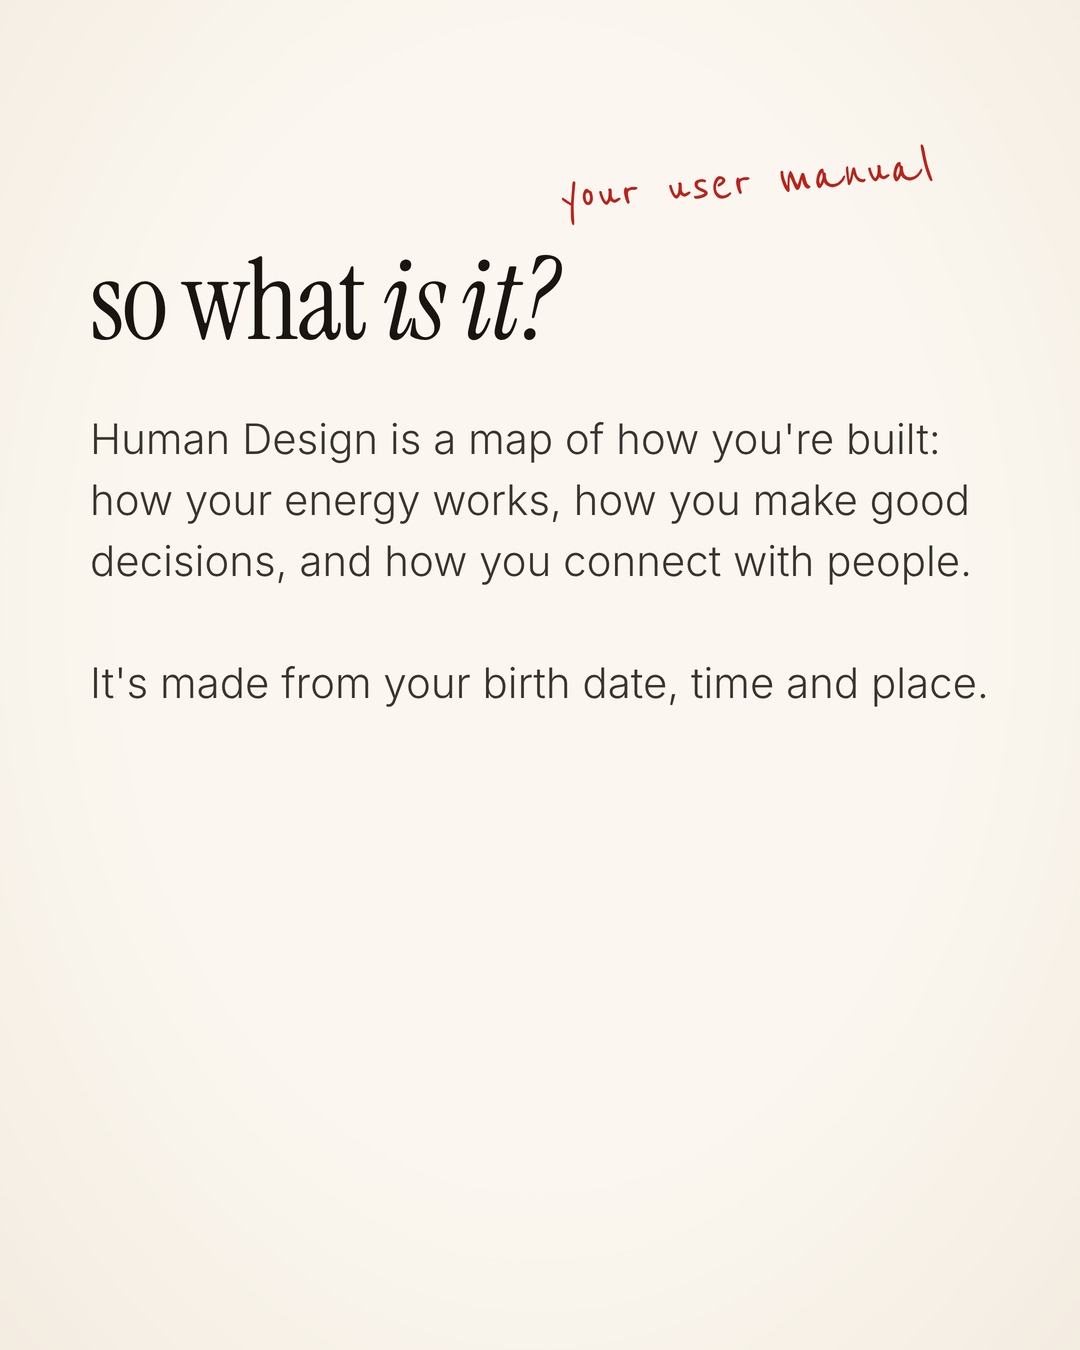 your user manual
so what is it?
Human Design is a map of how you're built:
how your energy works, how you make good
decisions, and how you connect with people.
It's made from your birth date, time and place.